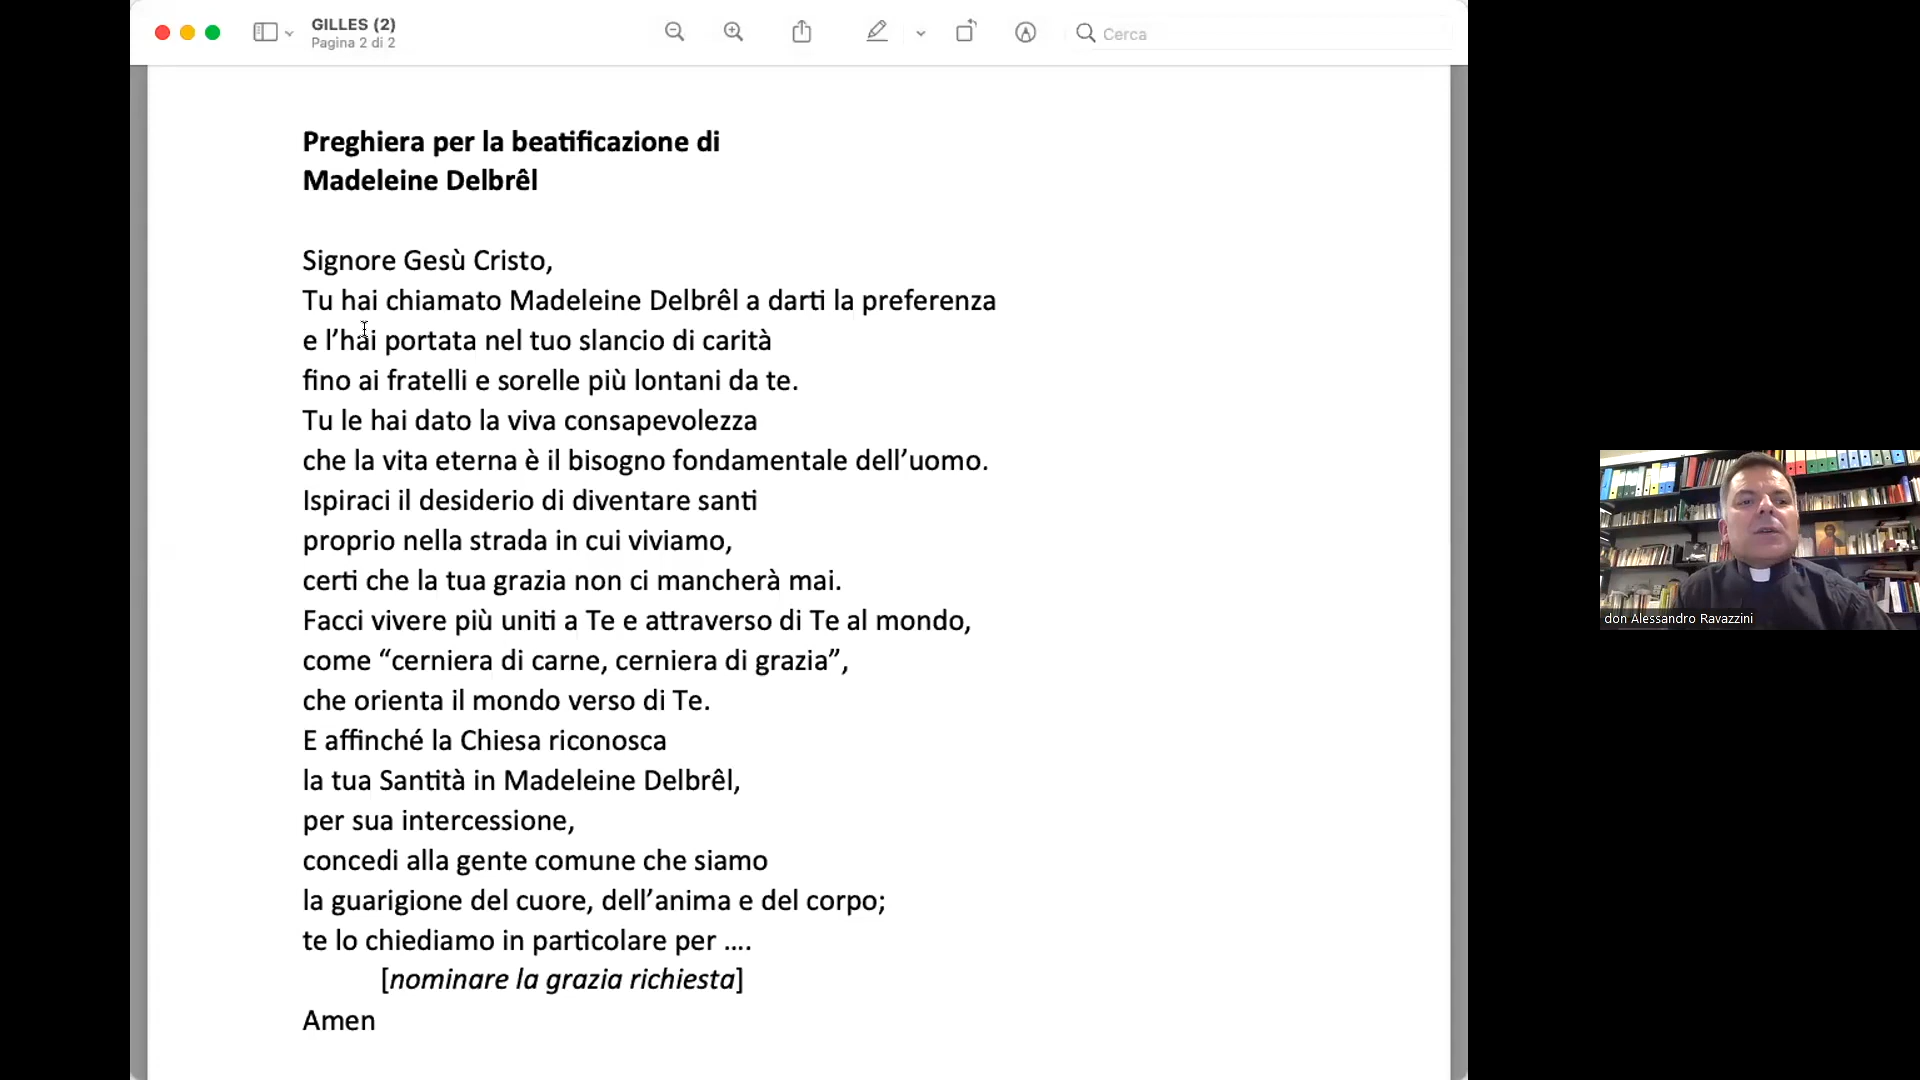 GILLES (2)
Pagina 2 di 2
Cerca
Preghiera per la beatificazione di
Madeleine Delbrêl
Signore Gesù Cristo,
Tu hai chiamato Madeleine Delbrêl a darti la preferenza
e l’hai portata nel tuo slancio di carità
fino ai fratelli e sorelle più lontani da te.
Tu le hai dato la viva consapevolezza
che la vita eterna è il bisogno fondamentale dell’uomo.
Ispiraci il desiderio di diventare santi
proprio nella strada in cui viviamo,
certi che la tua grazia non ci mancherà mai.
Facci vivere più uniti a Te e attraverso di Te al mondo,
come “cerniera di carne, cerniera di grazia”,
che orienta il mondo verso di Te.
E affinché la Chiesa riconosca
la tua Santità in Madeleine Delbrêl,
per sua intercessione,
concedi alla gente comune che siamo
la guarigione del cuore, dell’anima e del corpo;
te lo chiediamo in particolare per ....
[nominare la grazia richiesta]
Amen
don Alessandro Ravazzini